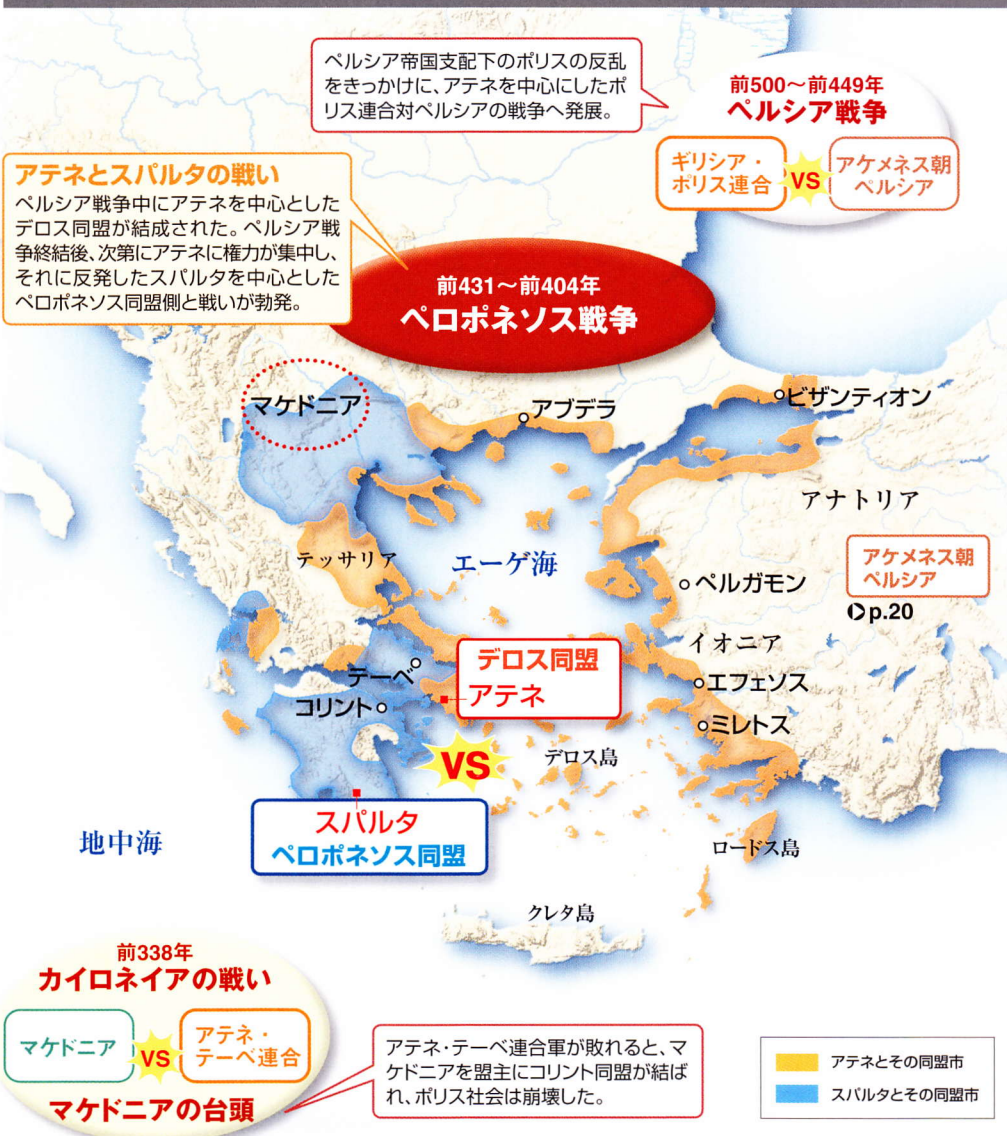 ペルシア帝国支配下のポリスの反乱
をきっかけに、アテネを中心にしたポ
リス連合対ペルシアの戦争へ発展。
前500〜前449年
ペルシア戦争
ギリシア・
ポリス連合
VS
アケメネス朝
ペルシア
アテネとスパルタの戦い
ペルシア戦争中にアテネを中心とした
デロス同盟が結成された。ペルシア戦
争終結後、次第にアテネに権力が集中し、
それに反発したスパルタを中心とした
ペロポネソス同盟側と戦いが勃発。
前431〜前404年
ペロポネソス戦争
マケドニア
アブデラ
ビザンティオン
アナトリア
テッサリア
エーゲ海
ペルガモン
アケメネス朝
ペルシア
p.20
イオニア
テーベ
デロス同盟
アテネ
エフェソス
コリント
ミレトス
VS
デロス島
スパルタ
ペロポネソス同盟
地中海
ロードス島
クレタ島
前338年
カイロネイアの戦い
マケドニア
VS
アテネ・
テーベ連合
マケドニアの台頭
アテネ・テーベ連合軍が敗れると、マ
ケドニアを盟主にコリント同盟が結ば
れ、ポリス社会は崩壊した。
アテネとその同盟市
スパルタとその同盟市